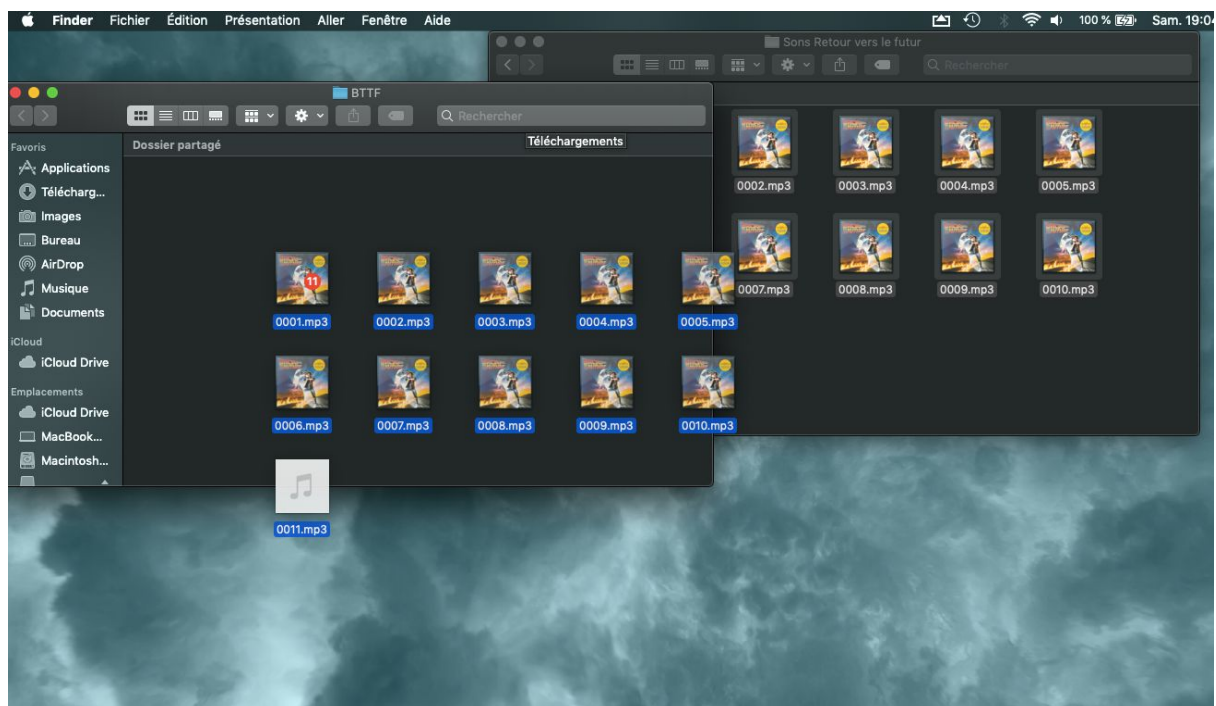 Finder Fichier Édition Présentation Aller Fenêtre Aide 100 % Sam. 19:04
Sons Retour vers le futur
Rechercher
BTTF
Rechercher
Téléchargements
Favoris
Dossier partagé
Applications
Télécharg...
Images
Bureau
AirDrop
Musique
Documents
iCloud
iCloud Drive
Emplacements
iCloud Drive
MacBook...
Macintosh...
11
0001.mp3 0002.mp3 0003.mp3 0004.mp3 0005.mp3
0006.mp3 0007.mp3 0008.mp3 0009.mp3 0010.mp3
0011.mp3
0002.mp3 0003.mp3 0004.mp3 0005.mp3
0007.mp3 0008.mp3 0009.mp3 0010.mp3